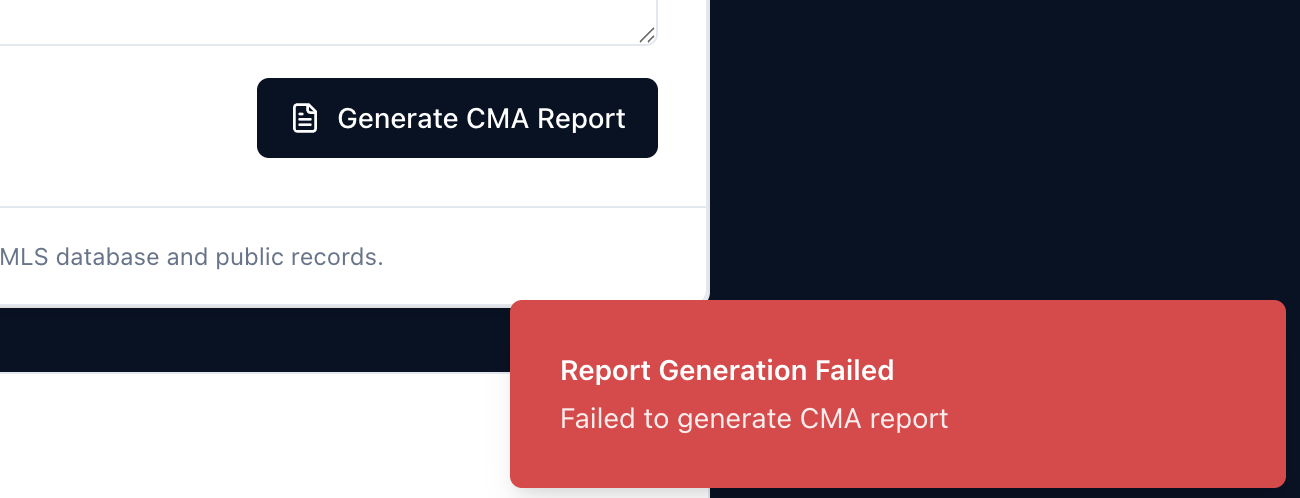 Generate CMA Report
MLS database and public records.
Report Generation Failed
Failed to generate CMA report